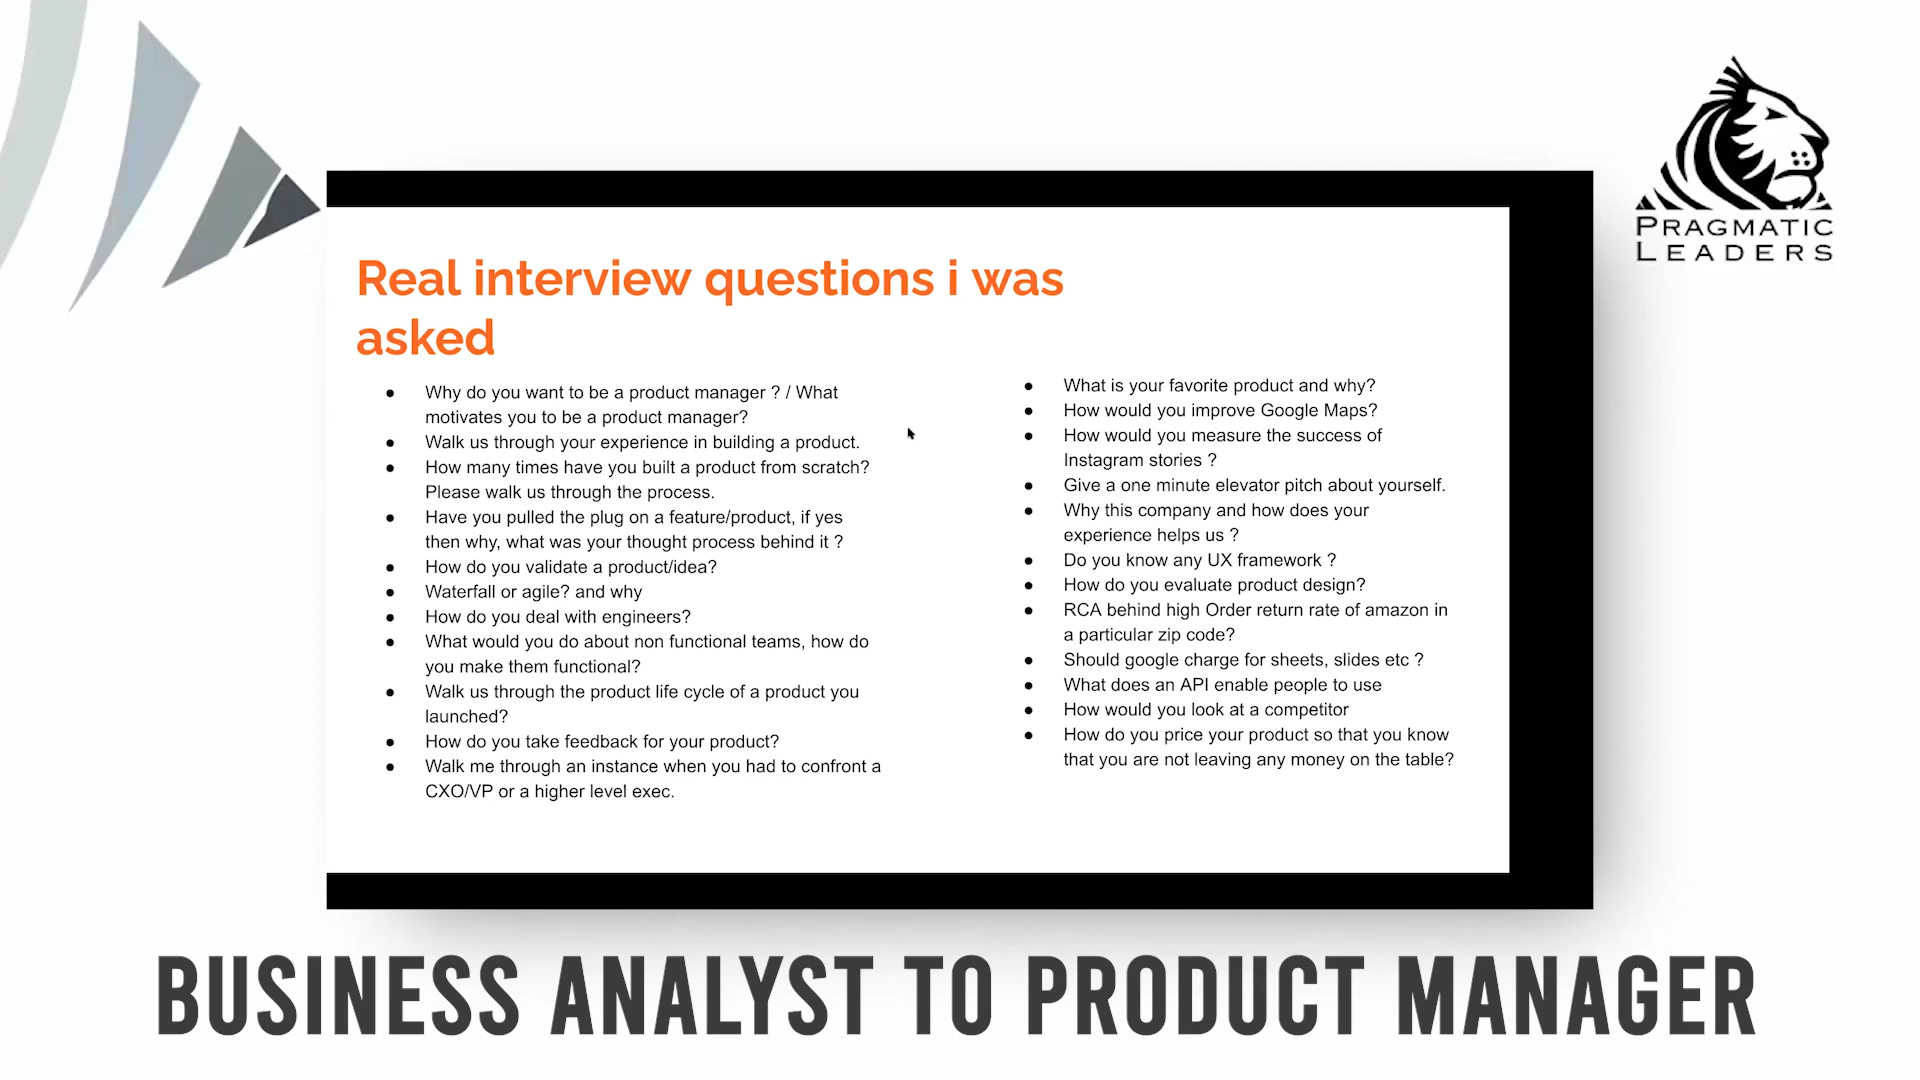 PRAGMATIC
LEADERS
Real interview questions i was
asked
● Why do you want to be a product manager ? / What
motivates you to be a product manager?
● Walk us through your experience in building a product.
● How many times have you built a product from scratch?
Please walk us through the process.
● Have you pulled the plug on a feature/product, if yes
then why, what was your thought process behind it ?
● How do you validate a product/idea?
● Waterfall or agile? and why
● How do you deal with engineers?
● What would you do about non functional teams, how do
you make them functional?
● Walk us through the product life cycle of a product you
launched?
● How do you take feedback for your product?
● Walk me through an instance when you had to confront a
CXO/VP or a higher level exec.
● What is your favorite product and why?
● How would you improve Google Maps?
● How would you measure the success of
Instagram stories ?
● Give a one minute elevator pitch about yourself.
● Why this company and how does your
experience helps us ?
● Do you know any UX framework ?
● How do you evaluate product design?
● RCA behind high Order return rate of amazon in
a particular zip code?
● Should google charge for sheets, slides etc ?
● What does an API enable people to use
● How would you look at a competitor
● How do you price your product so that you know
that you are not leaving any money on the table?
BUSINESS ANALYST TO PRODUCT MANAGER